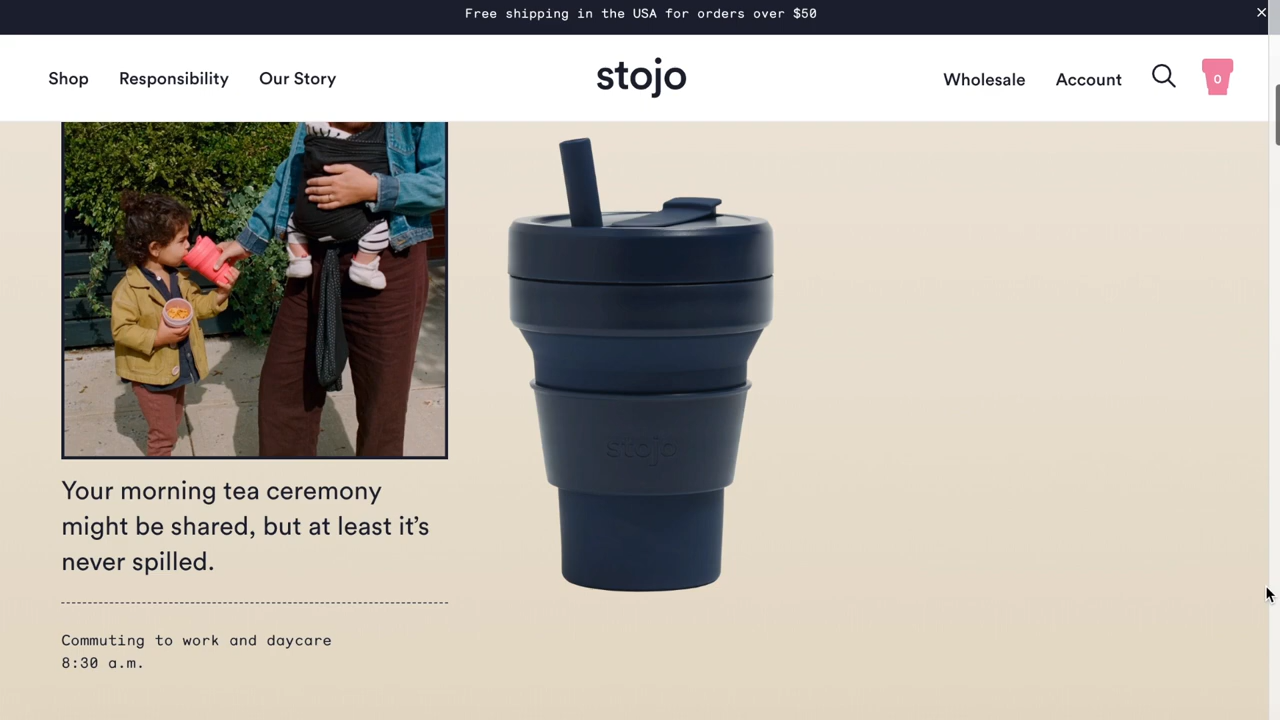 Free shipping in the USA for orders over $50
Shop
Responsibility
Our Story
stojo
Wholesale
Account
0
stojo
Your morning tea ceremony
might be shared, but at least it’s
never spilled.
Commuting to work and daycare
8:30 a.m.